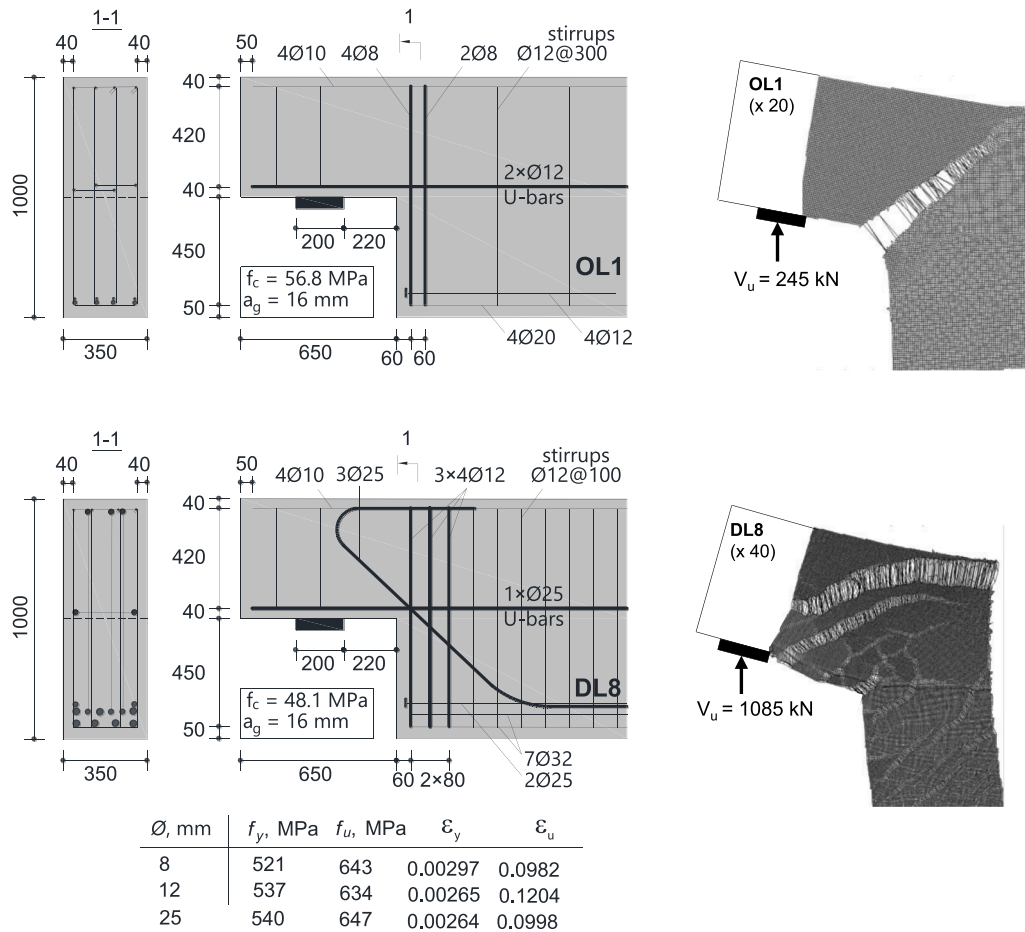 1-1
40 40
1000
350
50
1
4Ø10 4Ø8 2Ø8 stirrups
Ø12@300
40
420
40
450
50
2×Ø12
U-bars
200 220
OL1
f_c = 56.8 MPa
a_g = 16 mm
4Ø20 4Ø12
650 60 60
OL1
(x 20)
V_u = 245 kN
1-1
40 40
1000
350
50
1
4Ø10 3Ø25 3×4Ø12 stirrups
Ø12@100
40
420
40
450
50
1×Ø25
U-bars
200 220
DL8
f_c = 48.1 MPa
a_g = 16 mm
7Ø32
2Ø25
650 60 2×80
DL8
(x 40)
V_u = 1085 kN
Ø, mm f_y, MPa f_u, MPa ε_y ε_u
8 521 643 0.00297 0.0982
12 537 634 0.00265 0.1204
25 540 647 0.00264 0.0998